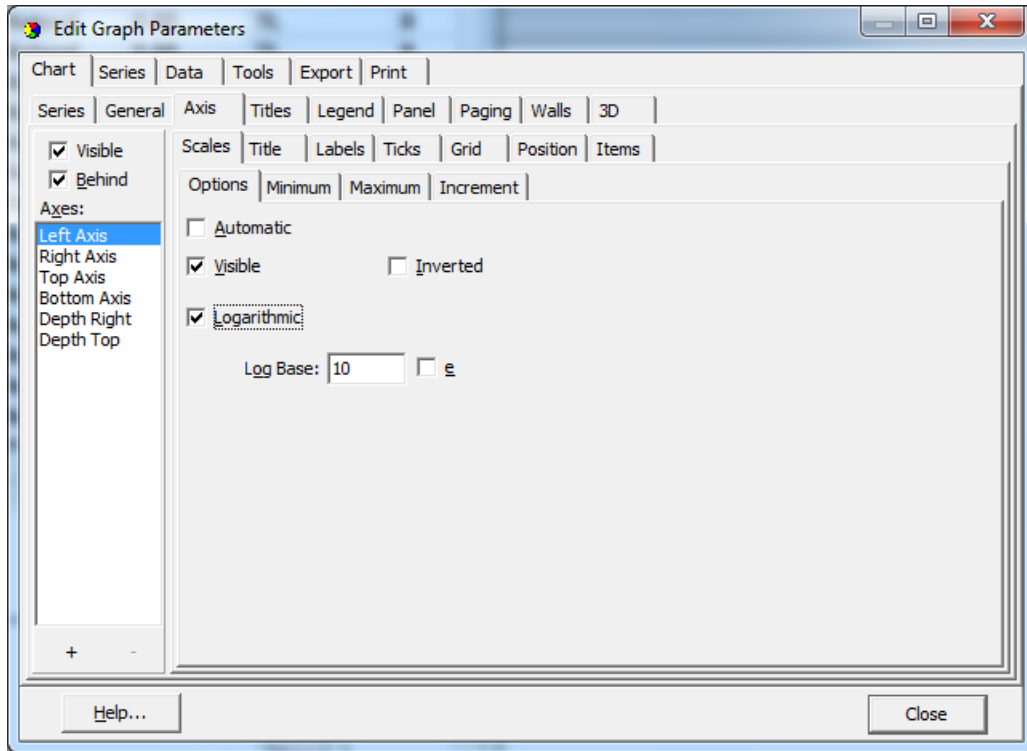 Edit Graph Parameters
Chart Series Data Tools Export Print
Series General Axis Titles Legend Panel Paging Walls 3D
Visible
Behind
Axes:
Left Axis
Right Axis
Top Axis
Bottom Axis
Depth Right
Depth Top
+ -
Scales Title Labels Ticks Grid Position Items
Options Minimum Maximum Increment
Automatic
Visible Inverted
Logarithmic
Log Base: 10 e
Help... Close